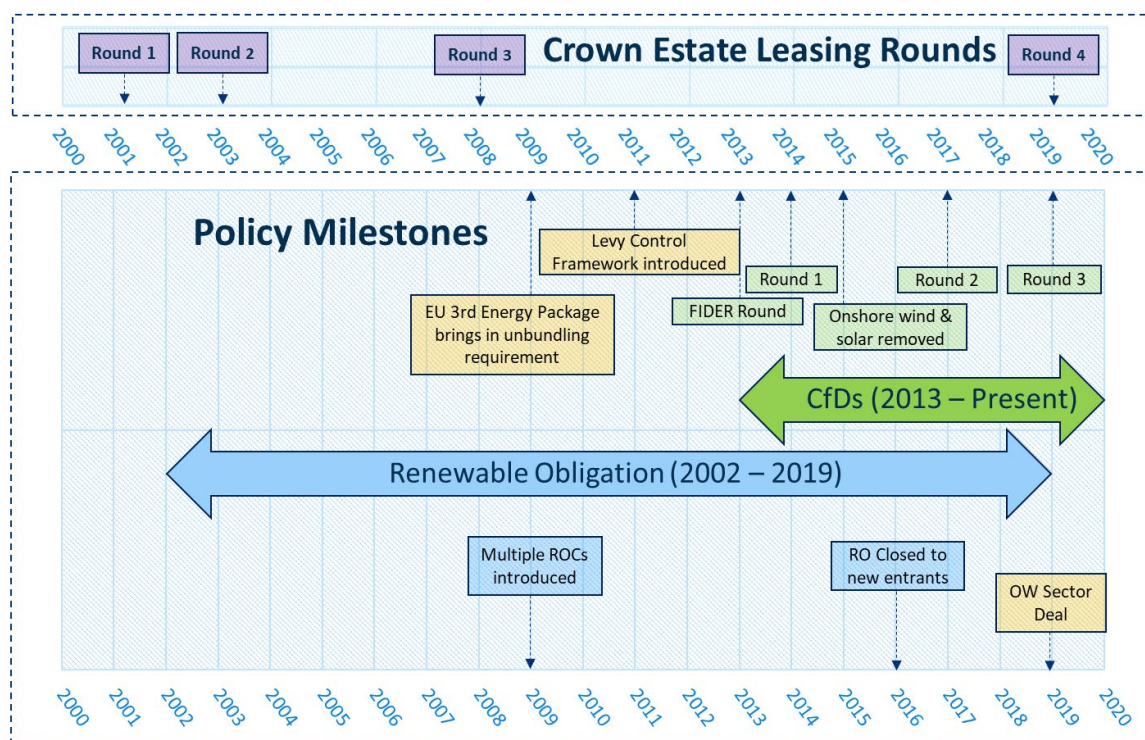 Round 1
Round 2
Round 3
Crown Estate Leasing Rounds
Round 4
2000
2001
2002
2003
2004
2005
2006
2007
2008
2009
2010
2011
2012
2013
2014
2015
2016
2017
2018
2019
2020
Policy Milestones
Levy Control
Framework introduced
Round 1
Round 2
Round 3
EU 3rd Energy Package
brings in unbundling
requirement
FIDER Round
Onshore wind &
solar removed
CfDs (2013 – Present)
Renewable Obligation (2002 – 2019)
Multiple ROCs
introduced
RO Closed to
new entrants
OW Sector
Deal
2000
2001
2002
2003
2004
2005
2006
2007
2008
2009
2010
2011
2012
2013
2014
2015
2016
2017
2018
2019
2020